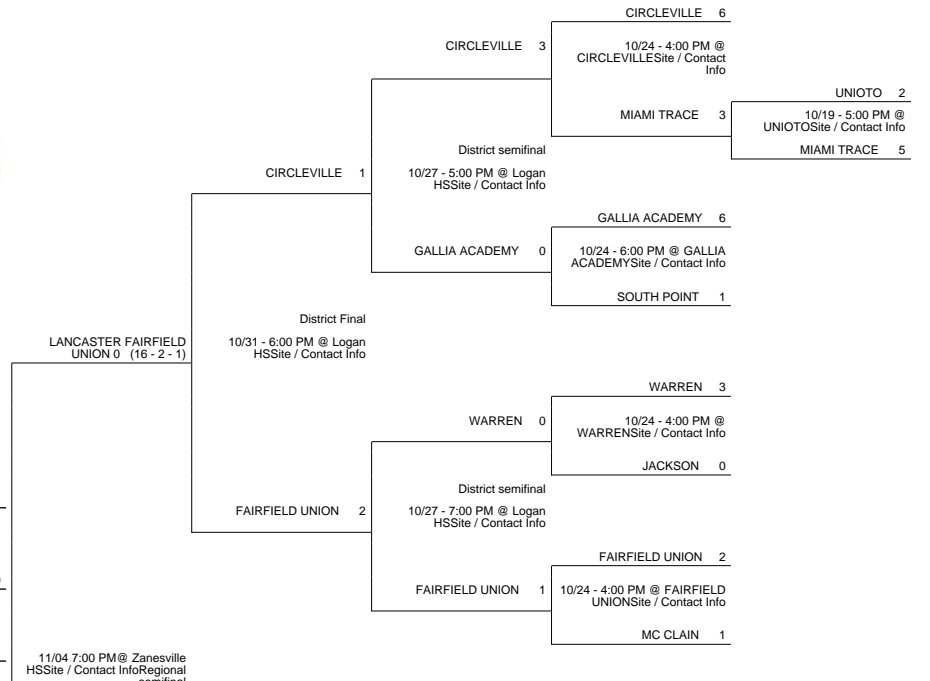 CIRCLEVILLE 6
CIRCLEVILLE 3
10/24 - 4:00 PM @
CIRCLEVILLESite / Contact
Info
UNIOTO 2
MIAMI TRACE 3
10/19 - 5:00 PM @
UNIOTOSite / Contact Info
MIAMI TRACE 5
District semifinal
CIRCLEVILLE 1
10/27 - 5:00 PM @ Logan
HSSite / Contact Info
GALLIA ACADEMY 6
GALLIA ACADEMY 0
10/24 - 6:00 PM @ GALLIA
ACADEMYSite / Contact Info
SOUTH POINT 1
District Final
LANCASTER FAIRFIELD
UNION 0 (16 - 2 - 1)
10/31 - 6:00 PM @ Logan
HSSite / Contact Info
WARREN 3
WARREN 0
10/24 - 4:00 PM @
WARRENSite / Contact Info
JACKSON 0
District semifinal
FAIRFIELD UNION 2
10/27 - 7:00 PM @ Logan
HSSite / Contact Info
FAIRFIELD UNION 2
FAIRFIELD UNION 1
10/24 - 4:00 PM @ FAIRFIELD
UNIONSite / Contact Info
MC CLAIN 1
11/04 7:00 PM@ Zanesville
HSSite / Contact InfoRegional
semifinal